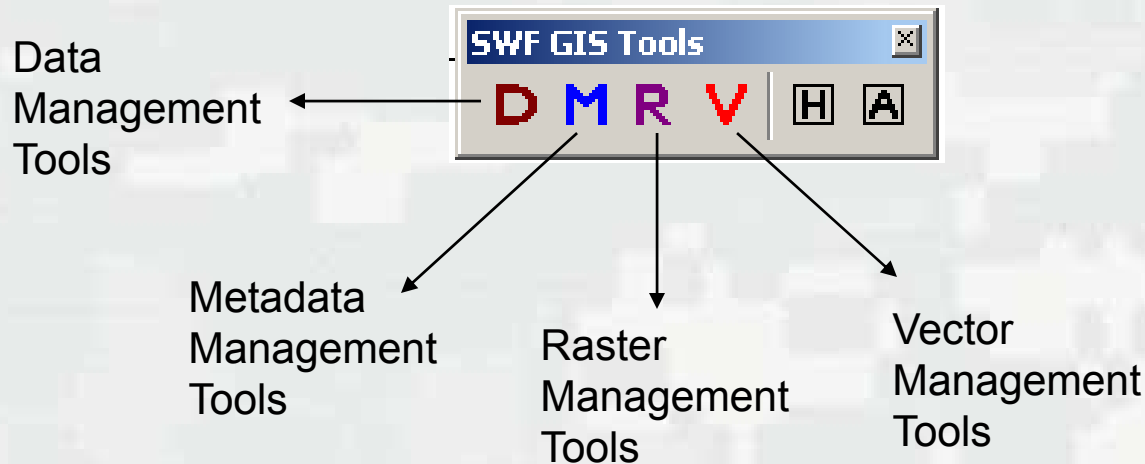 SWF GIS Tools
D M R V H A
Data
Management
Tools
Metadata
Management
Tools
Raster
Management
Tools
Vector
Management
Tools